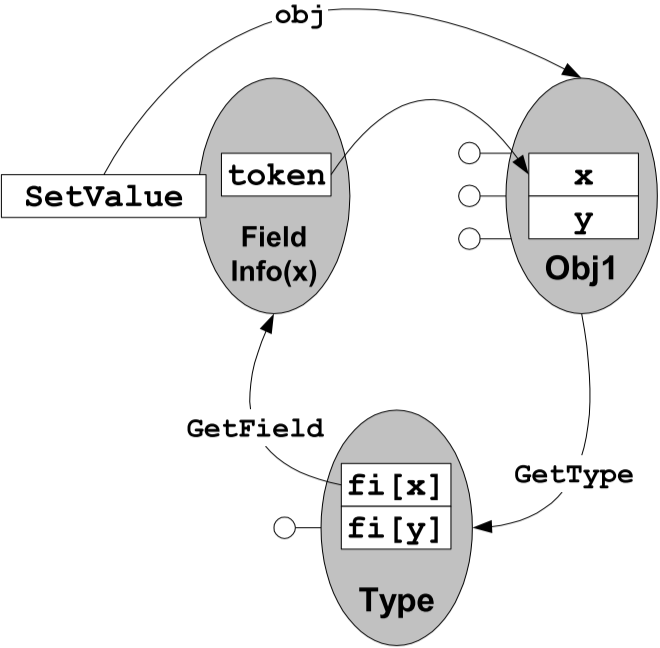 obj
token
SetValue
Field
Info(x)
x
y
Obj1
GetField
GetType
fi[x]
fi[y]
Type